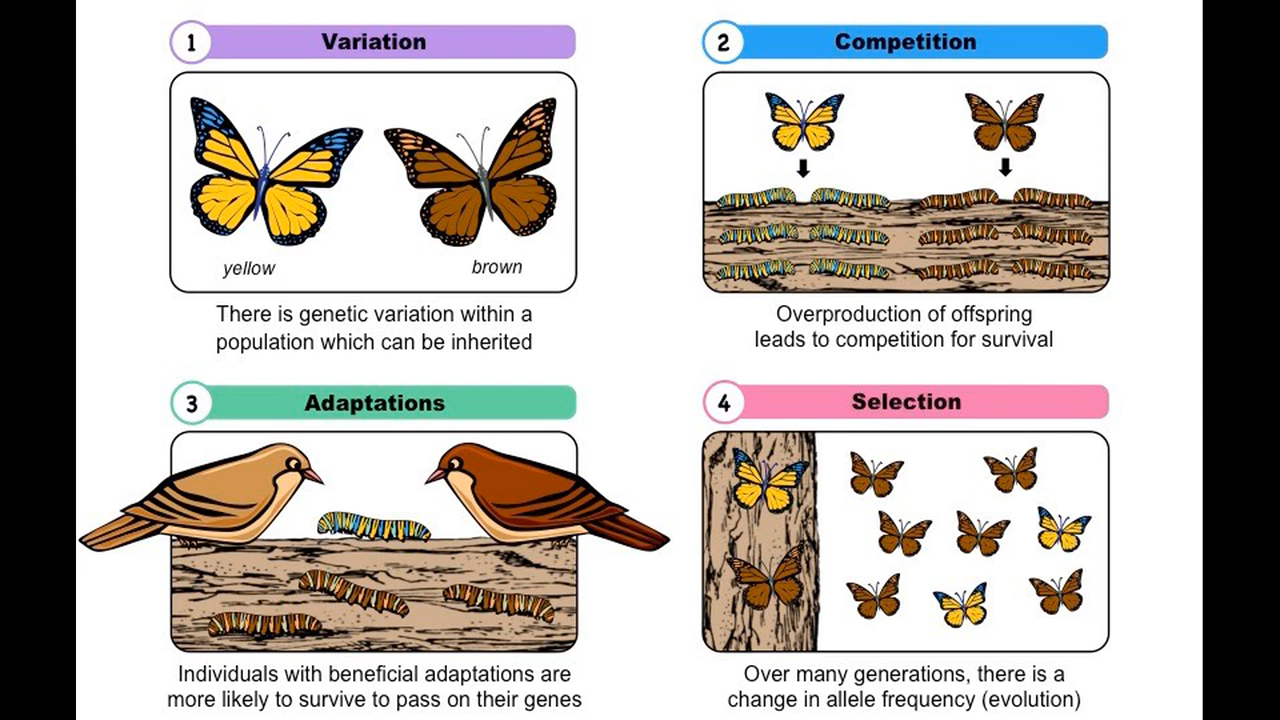 1 Variation
yellow
brown
There is genetic variation within a
population which can be inherited
2 Competition
Overproduction of offspring
leads to competition for survival
3 Adaptations
Individuals with beneficial adaptations are
more likely to survive to pass on their genes
4 Selection
Over many generations, there is a
change in allele frequency (evolution)